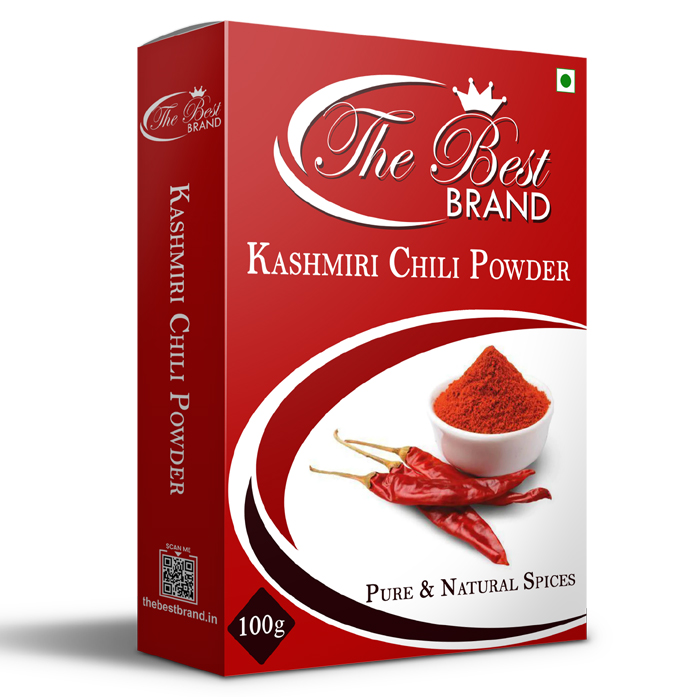 The Best
BRAND
KASHMIRI CHILI POWDER
PURE & NATURAL SPICES
100g
The Best
BRAND
KASHMIRI CHILI POWDER
SCAN ME
thebestbrand.in